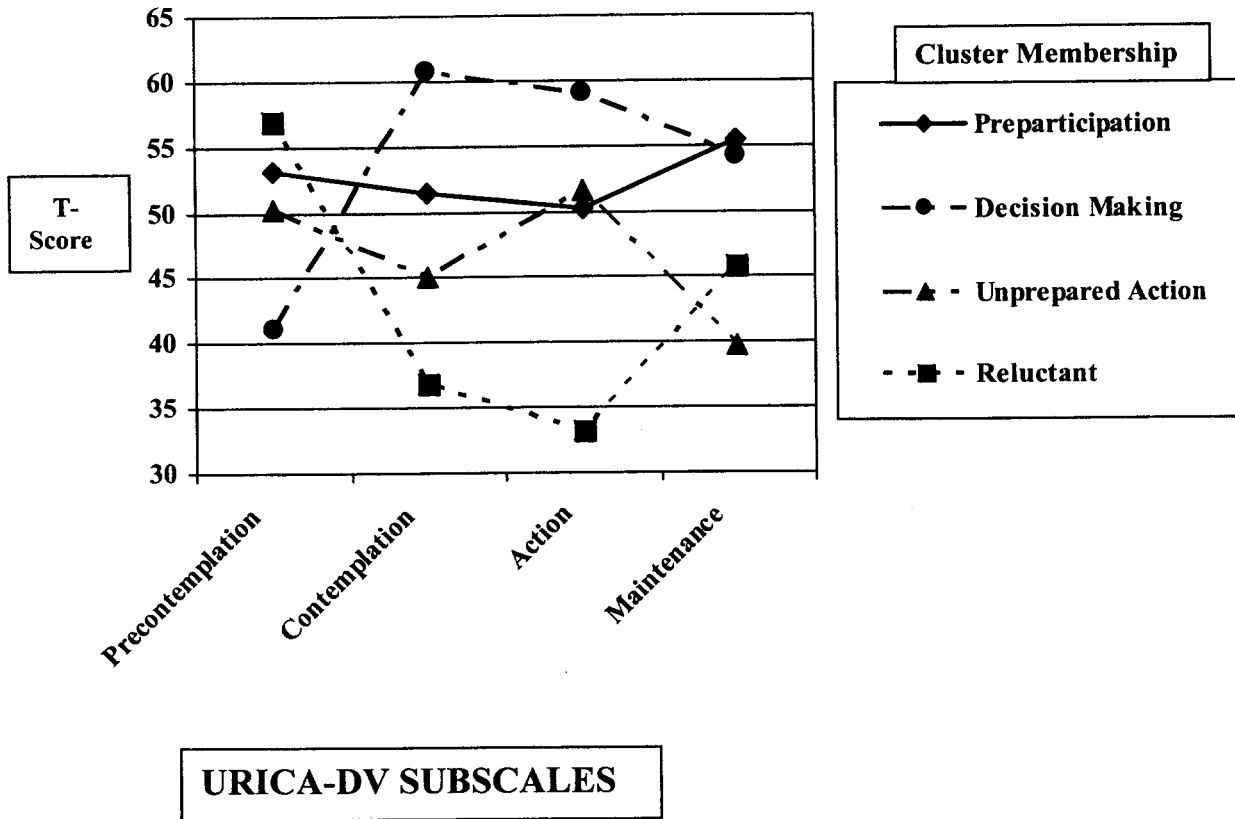 65
60
55
50
45
40
35
30
T-
Score
Precontemplation
Contemplation
Action
Maintenance
URICA-DV SUBSCALES
Cluster Membership
Preparticipation
Decision Making
Unprepared Action
Reluctant